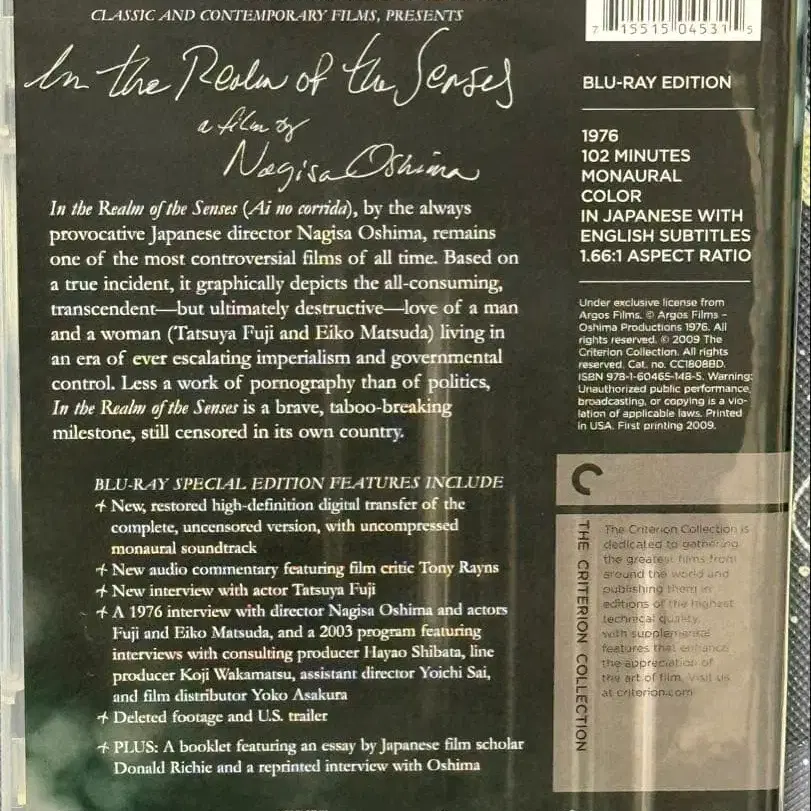 CLASSIC AND CONTEMPORARY FILMS, PRESENTS
In the Realm of the Senses
a film by
Nagisa Oshima
In the Realm of the Senses (Ai no corrida), by the always
provocative Japanese director Nagisa Oshima, remains
one of the most controversial films of all time. Based on
a true incident, it graphically depicts the all-consuming,
transcendent—but ultimately destructive—love of a man
and a woman (Tatsuya Fuji and Eiko Matsuda) living in
an era of ever escalating imperialism and governmental
control. Less a work of pornography than of politics,
In the Realm of the Senses is a brave, taboo-breaking
milestone, still censored in its own country.
BLU-RAY SPECIAL EDITION FEATURES INCLUDE
+ New, restored high-definition digital transfer of the
complete, uncensored version, with uncompressed
monaural soundtrack
+ New audio commentary featuring film critic Tony Rayns
+ New interview with actor Tatsuya Fuji
+ A 1976 interview with director Nagisa Oshima and actors
Fuji and Eiko Matsuda, and a 2003 program featuring
interviews with consulting producer Hayao Shibata, line
producer Koji Wakamatsu, assistant director Yoichi Sai,
and film distributor Yoko Asakura
+ Deleted footage and U.S. trailer
+ PLUS: A booklet featuring an essay by Japanese film scholar
Donald Richie and a reprinted interview with Oshima
7 15515 04531 5
BLU-RAY EDITION
1976
102 MINUTES
MONAURAL
COLOR
IN JAPANESE WITH
ENGLISH SUBTITLES
1.66:1 ASPECT RATIO
Under exclusive license from
Argos Films. © Argos Films –
Oshima Productions 1976. All
rights reserved. © 2009 The
Criterion Collection. All rights
reserved. Cat. no. CC1808BD.
ISBN 978-1-60465-148-5. Warning:
Unauthorized public performance,
broadcasting, or copying is a vio-
lation of applicable laws. Printed
in USA. First printing 2009.
THE CRITERION COLLECTION
The Criterion Collection is
dedicated to gathering
the greatest films from
around the world and
publishing them in
editions of the highest
technical quality,
with supplemental
features that enhance
the appreciation of
the art of film. Visit us
at criterion.com